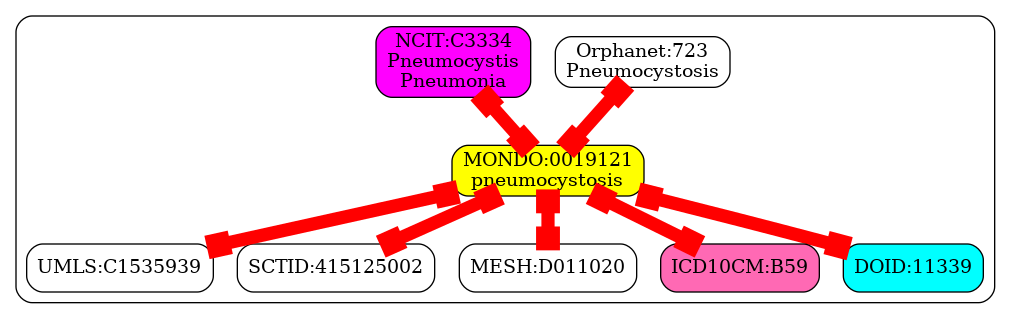 NCIT:C3334
Pneumocystis
Pneumonia
Orphanet:723
Pneumocystosis
MONDO:0019121
pneumocystosis
UMLS:C1535939
SCTID:415125002
MESH:D011020
ICD10CM:B59
DOID:11339